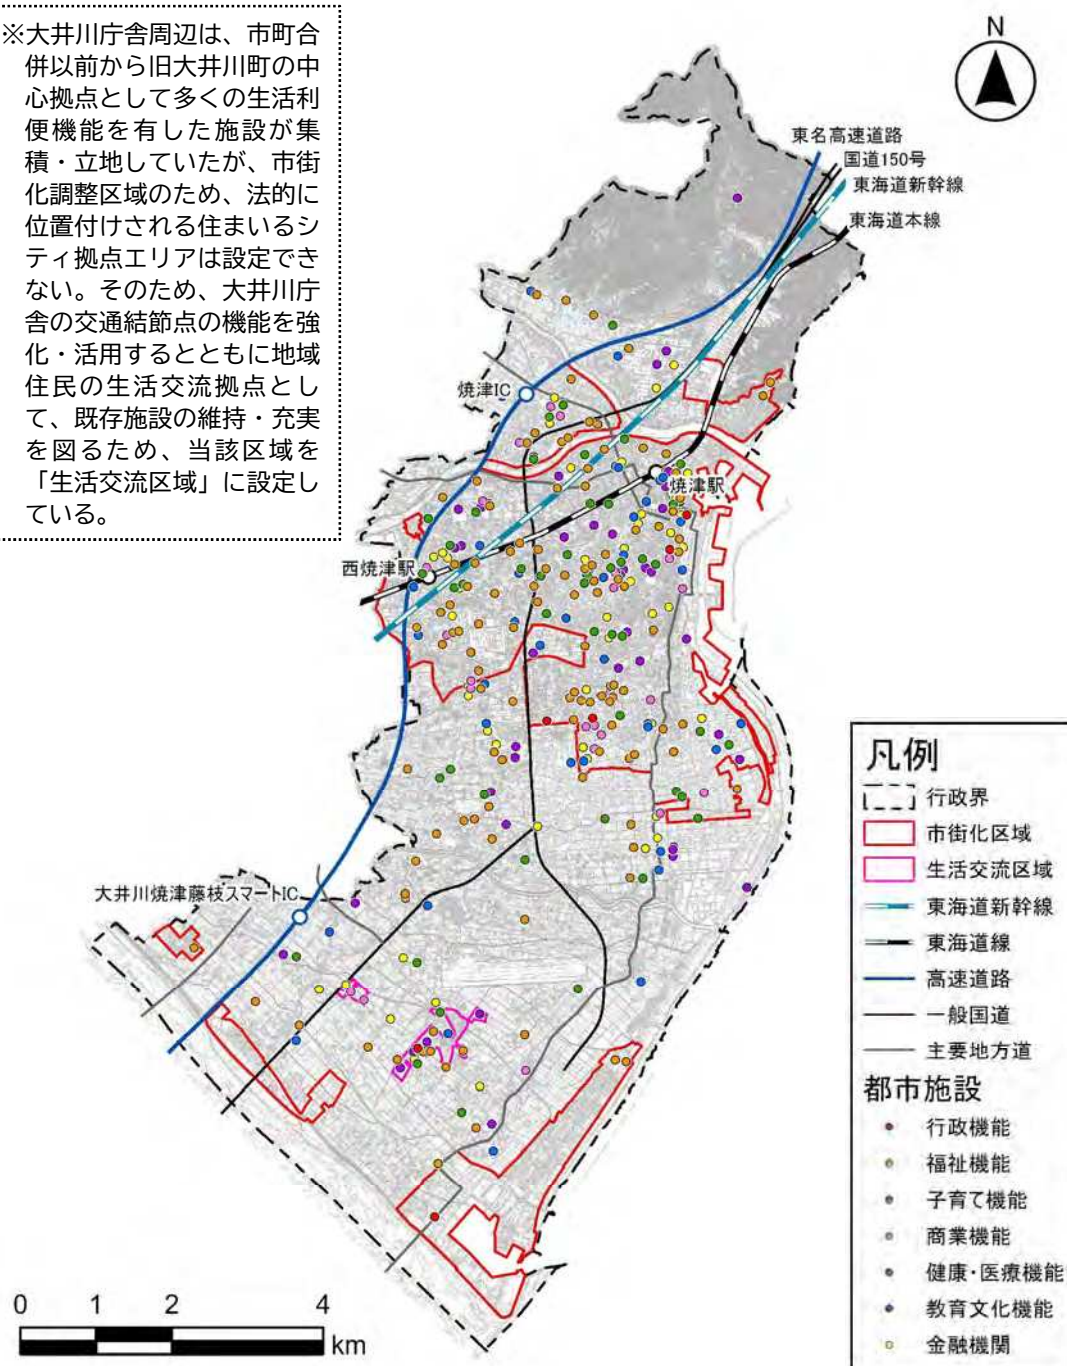 ※大井川庁舎周辺は、市町合
併以前から旧大井川町の中
心拠点として多くの生活利
便機能を有した施設が集
積・立地していたが、市街
化調整区域のため、法的に
位置付けされる住まいるシ
ティ拠点エリアは設定でき
ない。そのため、大井川庁
舎の交通結節点の機能を強
化・活用するとともに地域
住民の生活交流拠点とし
て、既存施設の維持・充実
を図るため、当該区域を
「生活交流区域」に設定し
ている。
N
東名高速道路
国道150号
東海道新幹線
東海道本線
焼津IC
焼津駅
西焼津駅
大井川焼津藤枝スマートIC
凡例
行政界
市街化区域
生活交流区域
東海道新幹線
東海道線
高速道路
一般国道
主要地方道
都市施設
行政機能
福祉機能
子育て機能
商業機能
健康・医療機能
教育文化機能
金融機関
0 1 2 4
km